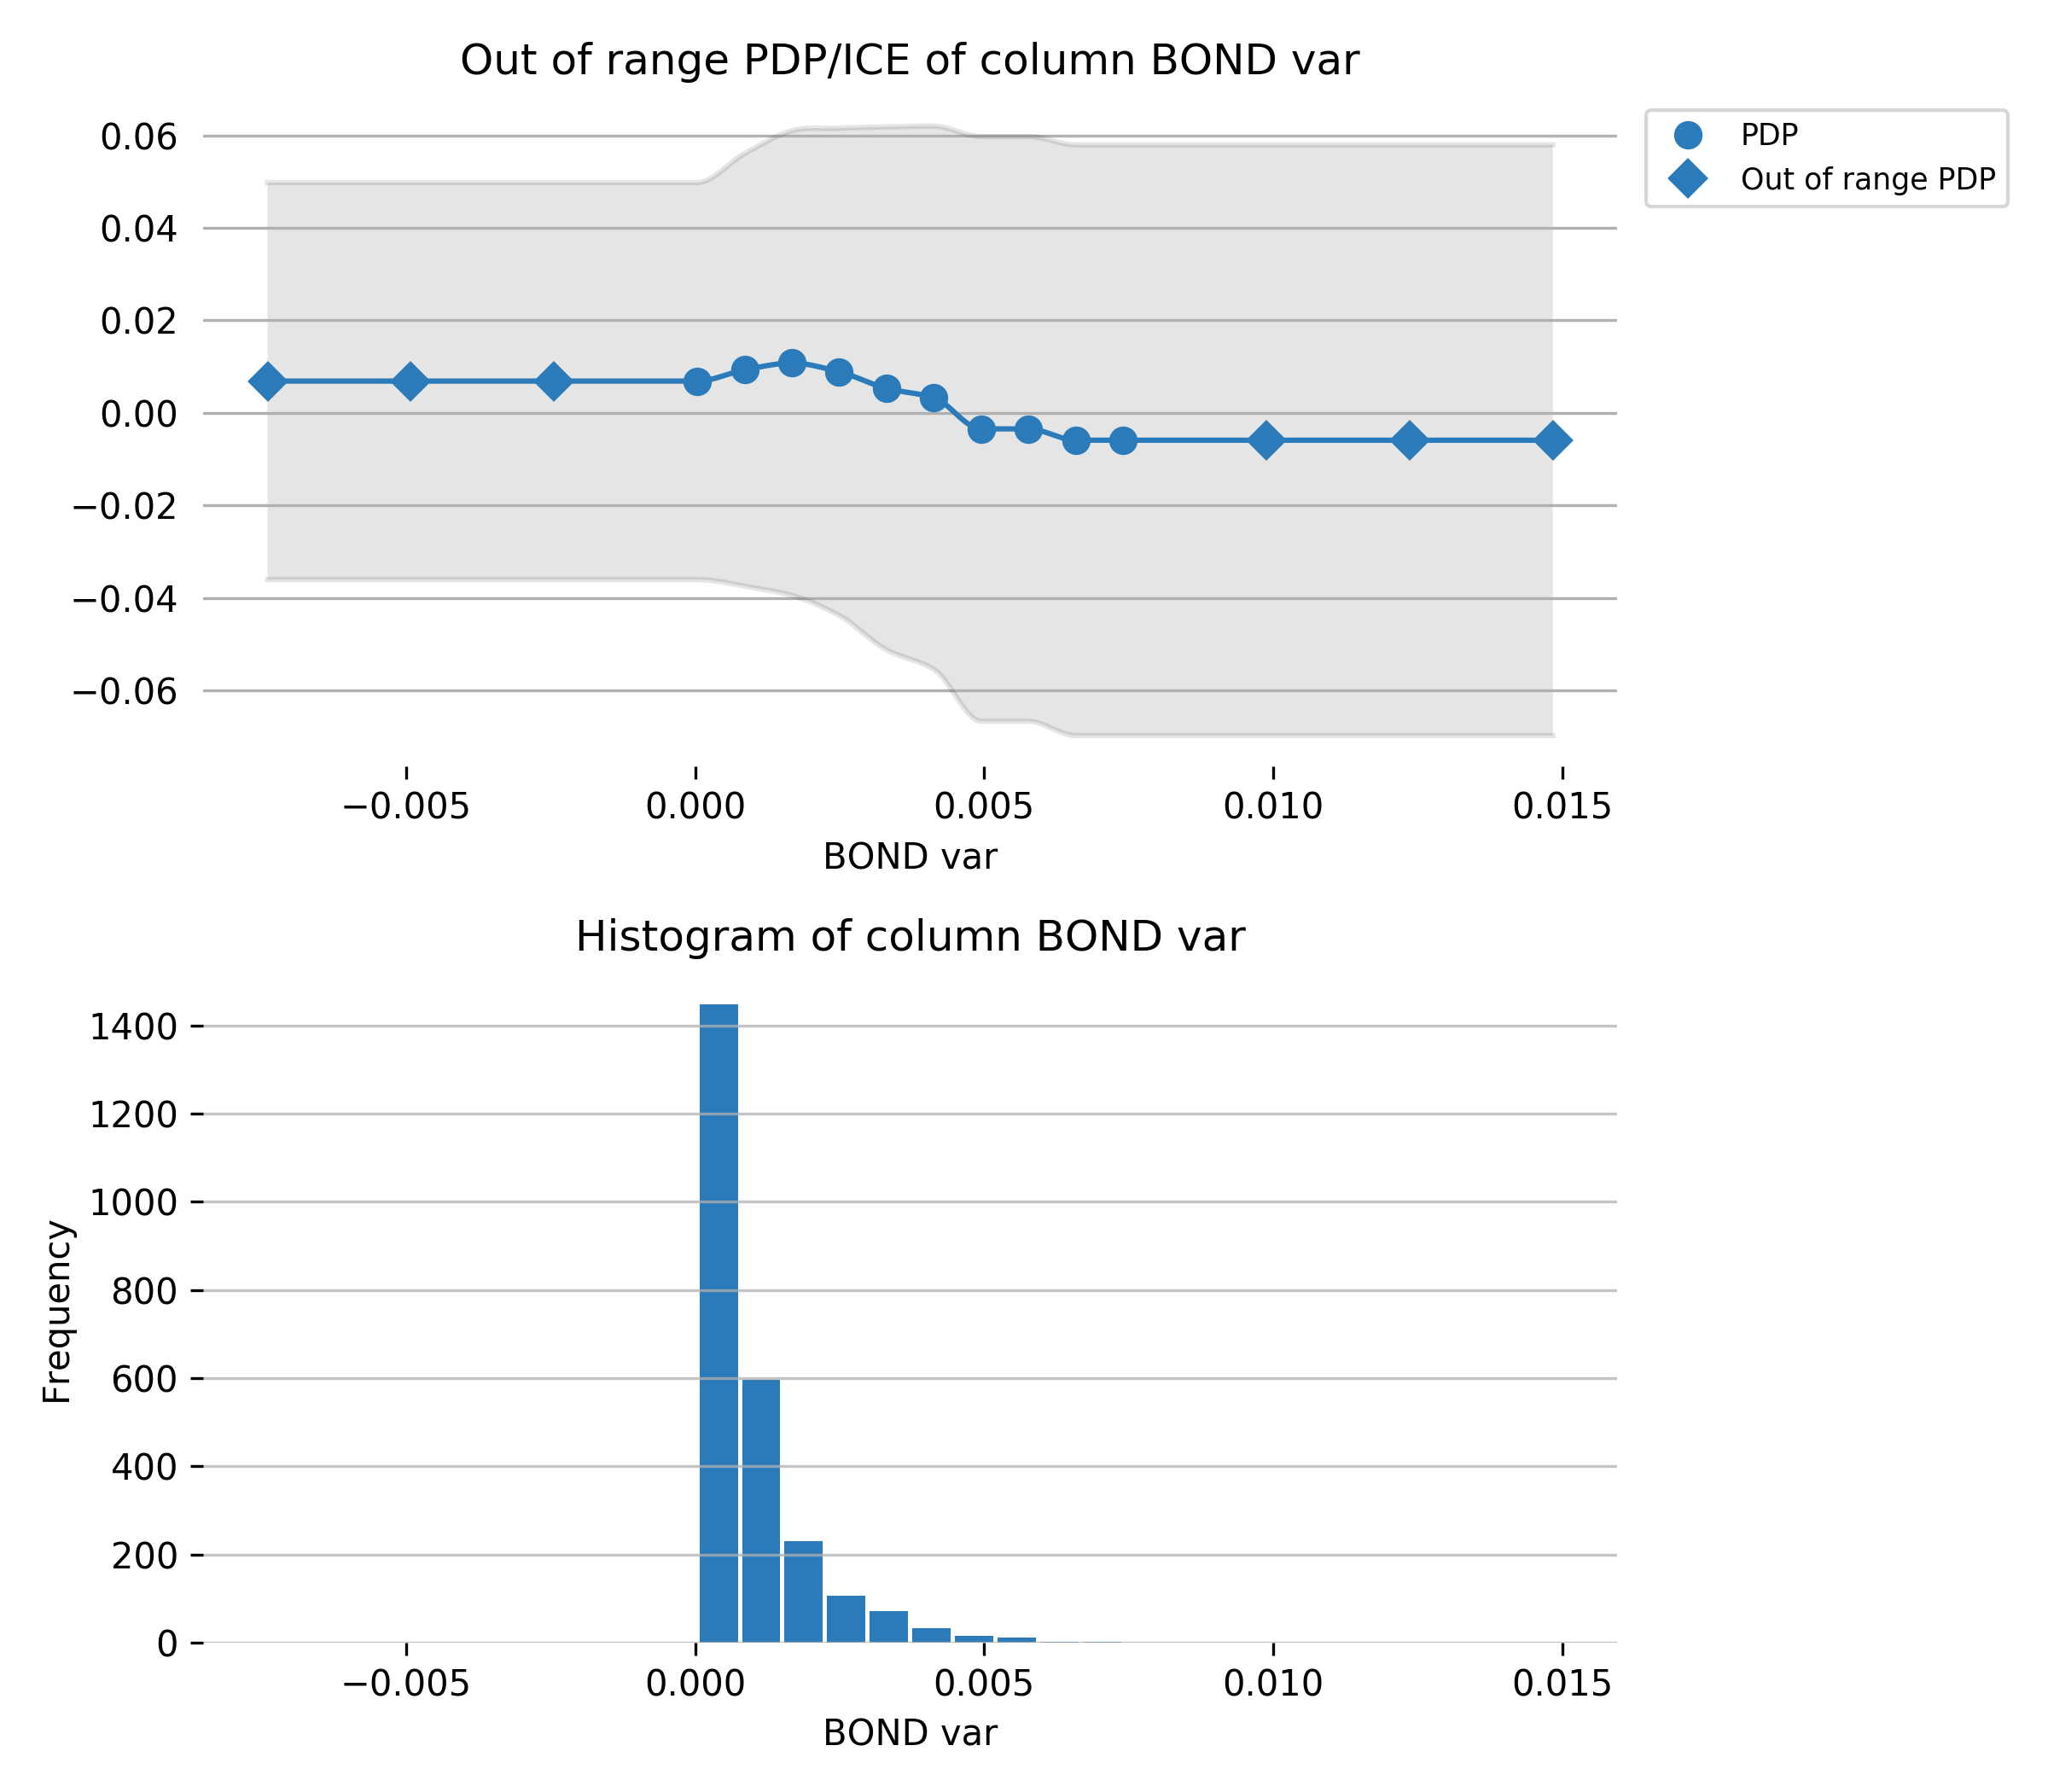 Out of range PDP/ICE of column BOND var
PDP
Out of range PDP
0.06
0.04
0.02
0.00
−0.02
−0.04
−0.06
−0.005 0.000 0.005 0.010 0.015
BOND var
Histogram of column BOND var
Frequency
1400
1200
1000
800
600
400
200
0
−0.005 0.000 0.005 0.010 0.015
BOND var